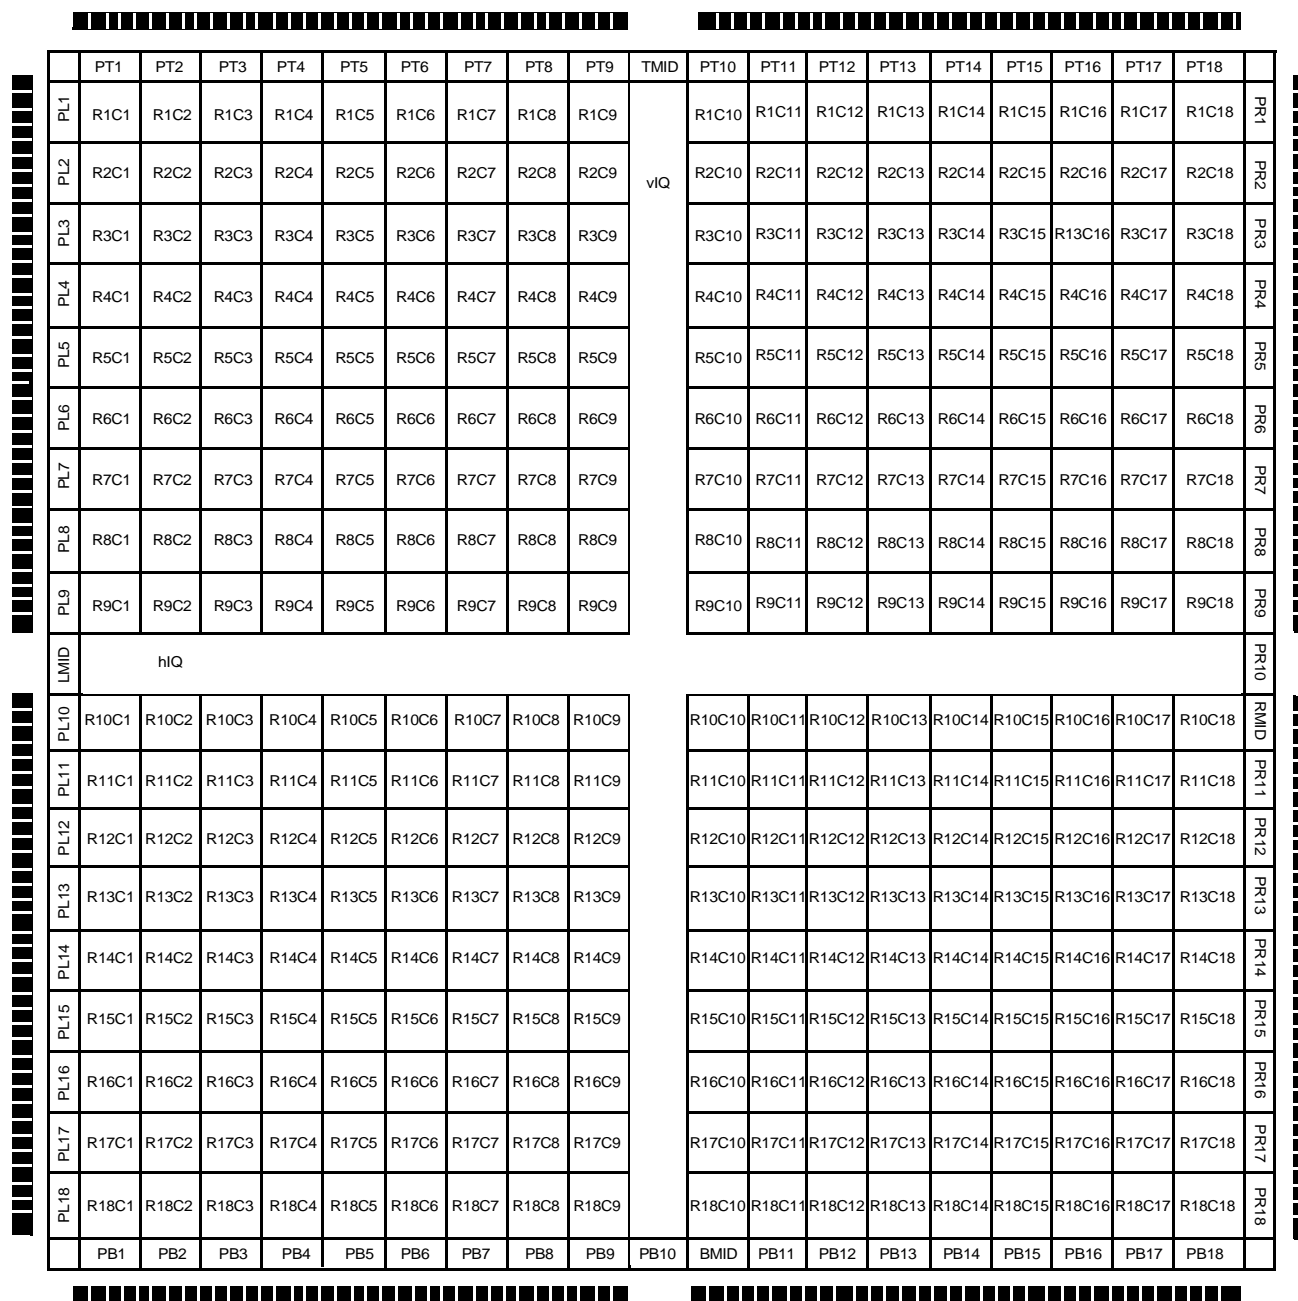 PT1 PT2 PT3 PT4 PT5 PT6 PT7 PT8 PT9 TMID PT10 PT11 PT12 PT13 PT14 PT15 PT16 PT17 PT18
PL1 R1C1 R1C2 R1C3 R1C4 R1C5 R1C6 R1C7 R1C8 R1C9 R1C10 R1C11 R1C12 R1C13 R1C14 R1C15 R1C16 R1C17 R1C18 PR1
PL2 R2C1 R2C2 R2C3 R2C4 R2C5 R2C6 R2C7 R2C8 R2C9 vIQ R2C10 R2C11 R2C12 R2C13 R2C14 R2C15 R2C16 R2C17 R2C18 PR2
PL3 R3C1 R3C2 R3C3 R3C4 R3C5 R3C6 R3C7 R3C8 R3C9 R3C10 R3C11 R3C12 R3C13 R3C14 R3C15 R13C16 R3C17 R3C18 PR3
PL4 R4C1 R4C2 R4C3 R4C4 R4C5 R4C6 R4C7 R4C8 R4C9 R4C10 R4C11 R4C12 R4C13 R4C14 R4C15 R4C16 R4C17 R4C18 PR4
PL5 R5C1 R5C2 R5C3 R5C4 R5C5 R5C6 R5C7 R5C8 R5C9 R5C10 R5C11 R5C12 R5C13 R5C14 R5C15 R5C16 R5C17 R5C18 PR5
PL6 R6C1 R6C2 R6C3 R6C4 R6C5 R6C6 R6C7 R6C8 R6C9 R6C10 R6C11 R6C12 R6C13 R6C14 R6C15 R6C16 R6C17 R6C18 PR6
PL7 R7C1 R7C2 R7C3 R7C4 R7C5 R7C6 R7C7 R7C8 R7C9 R7C10 R7C11 R7C12 R7C13 R7C14 R7C15 R7C16 R7C17 R7C18 PR7
PL8 R8C1 R8C2 R8C3 R8C4 R8C5 R8C6 R8C7 R8C8 R8C9 R8C10 R8C11 R8C12 R8C13 R8C14 R8C15 R8C16 R8C17 R8C18 PR8
PL9 R9C1 R9C2 R9C3 R9C4 R9C5 R9C6 R9C7 R9C8 R9C9 R9C10 R9C11 R9C12 R9C13 R9C14 R9C15 R9C16 R9C17 R9C18 PR9
LMID hIQ PR10
PL10 R10C1 R10C2 R10C3 R10C4 R10C5 R10C6 R10C7 R10C8 R10C9 R10C10 R10C11 R10C12 R10C13 R10C14 R10C15 R10C16 R10C17 R10C18 RMID
PL11 R11C1 R11C2 R11C3 R11C4 R11C5 R11C6 R11C7 R11C8 R11C9 R11C10 R11C11 R11C12 R11C13 R11C14 R11C15 R11C16 R11C17 R11C18 PR11
PL12 R12C1 R12C2 R12C3 R12C4 R12C5 R12C6 R12C7 R12C8 R12C9 R12C10 R12C11 R12C12 R12C13 R12C14 R12C15 R12C16 R12C17 R12C18 PR12
PL13 R13C1 R13C2 R13C3 R13C4 R13C5 R13C6 R13C7 R13C8 R13C9 R13C10 R13C11 R13C12 R13C13 R13C14 R13C15 R13C16 R13C17 R13C18 PR13
PL14 R14C1 R14C2 R14C3 R14C4 R14C5 R14C6 R14C7 R14C8 R14C9 R14C10 R14C11 R14C12 R14C13 R14C14 R14C15 R14C16 R14C17 R14C18 PR14
PL15 R15C1 R15C2 R15C3 R15C4 R15C5 R15C6 R15C7 R15C8 R15C9 R15C10 R15C11 R15C12 R15C13 R15C14 R15C15 R15C16 R15C17 R15C18 PR15
PL16 R16C1 R16C2 R16C3 R16C4 R16C5 R16C6 R16C7 R16C8 R16C9 R16C10 R16C11 R16C12 R16C13 R16C14 R16C15 R16C16 R16C17 R16C18 PR16
PL17 R17C1 R17C2 R17C3 R17C4 R17C5 R17C6 R17C7 R17C8 R17C9 R17C10 R17C11 R17C12 R17C13 R17C14 R17C15 R17C16 R17C17 R17C18 PR17
PL18 R18C1 R18C2 R18C3 R18C4 R18C5 R18C6 R18C7 R18C8 R18C9 R18C10 R18C11 R18C12 R18C13 R18C14 R18C15 R18C16 R18C17 R18C18 PR18
PB1 PB2 PB3 PB4 PB5 PB6 PB7 PB8 PB9 PB10 BMID PB11 PB12 PB13 PB14 PB15 PB16 PB17 PB18